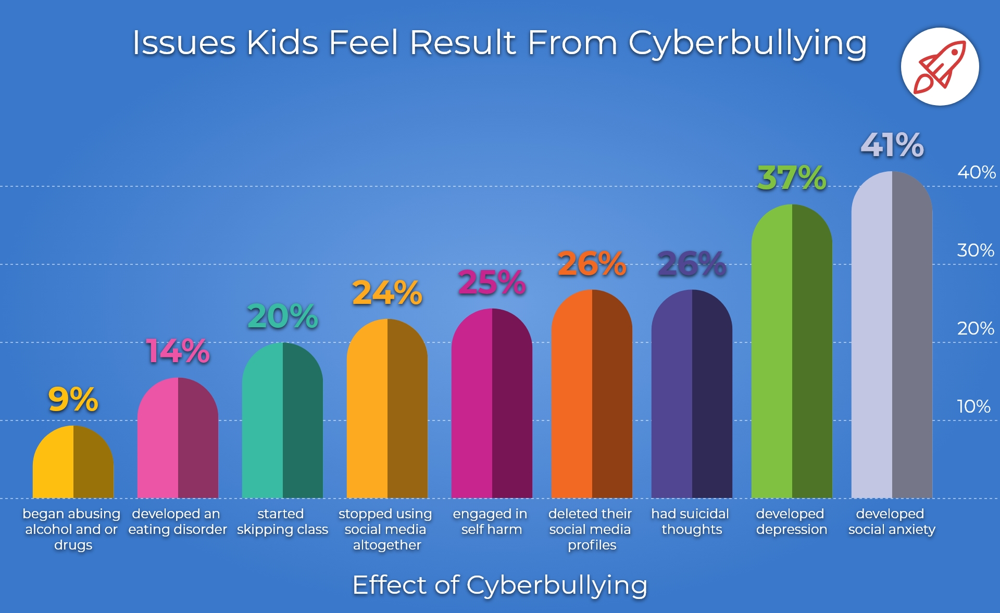 Issues Kids Feel Result From Cyberbullying
41%
40%
37%
30%
26%
26%
25%
24%
20%
20%
14%
9%
10%
began abusing
alcohol and or
drugs
developed an
eating disorder
started
skipping class
stopped using
social media
altogether
engaged in
self harm
deleted their
social media
profiles
had suicidal
thoughts
developed
depression
developed
social anxiety
Effect of Cyberbullying